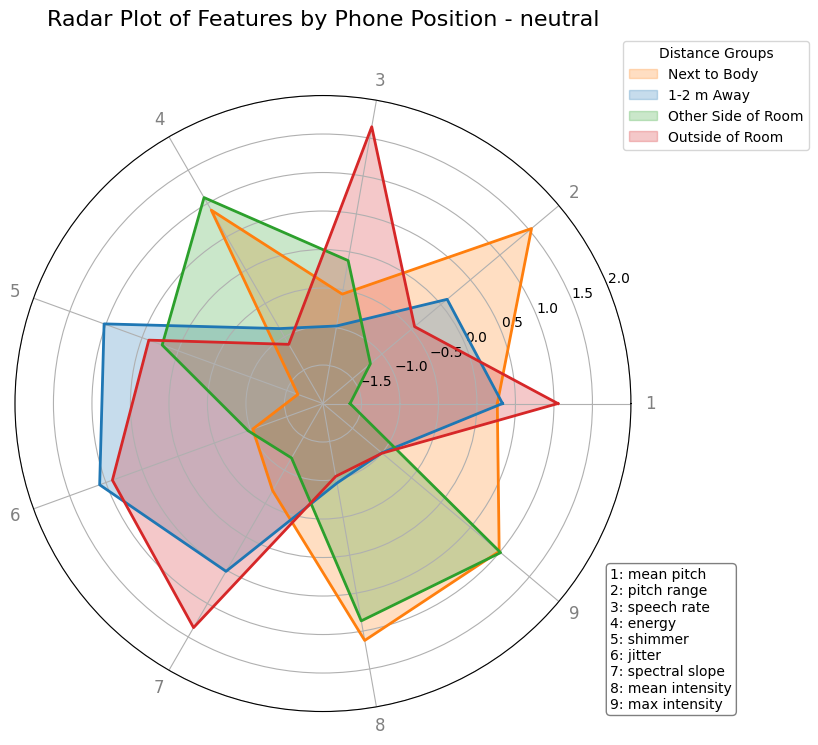 Radar Plot of Features by Phone Position - neutral
Distance Groups
Next to Body
1-2 m Away
Other Side of Room
Outside of Room
3
4
2
5
2.0
1.5
1.0
0.5
0.0
−0.5
−1.0
−1.5
1
6
7
8
9
1: mean pitch
2: pitch range
3: speech rate
4: energy
5: shimmer
6: jitter
7: spectral slope
8: mean intensity
9: max intensity